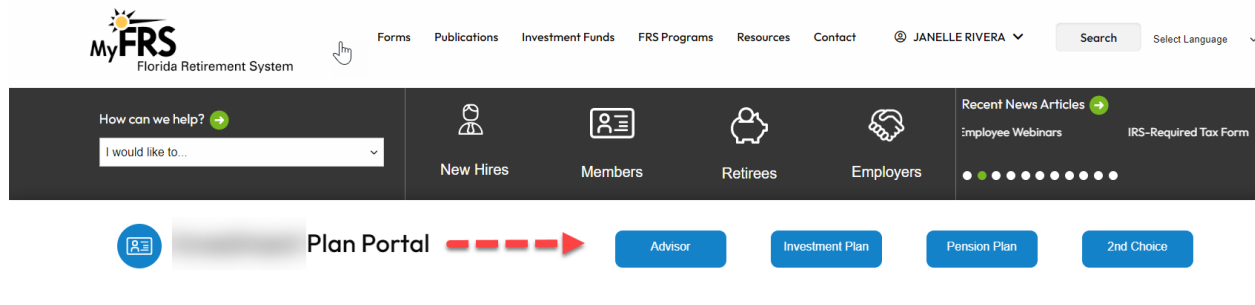 MyFRS
Florida Retirement System
Forms Publications Investment Funds FRS Programs Resources Contact JANELLE RIVERA Search Select Language
How can we help?
I would like to...
New Hires Members Retirees Employers
Recent News Articles
Employee Webinars IRS-Required Tax Form
Plan Portal Advisor Investment Plan Pension Plan 2nd Choice